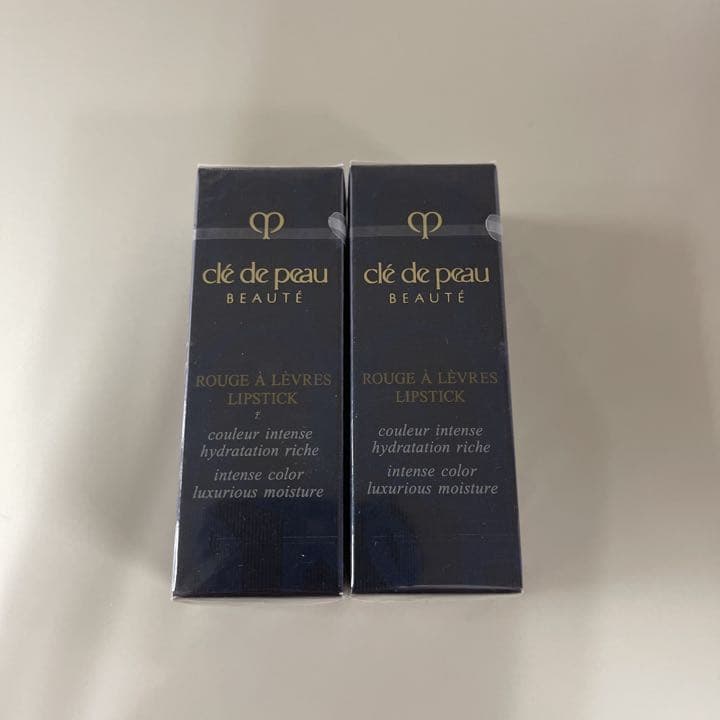 clé de peau
BEAUTÉ
ROUGE À LÈVRES
LIPSTICK
couleur intense
hydratation riche
intense color
luxurious moisture
clé de peau
BEAUTÉ
ROUGE À LÈVRES
LIPSTICK
couleur intense
hydratation riche
intense color
luxurious moisture